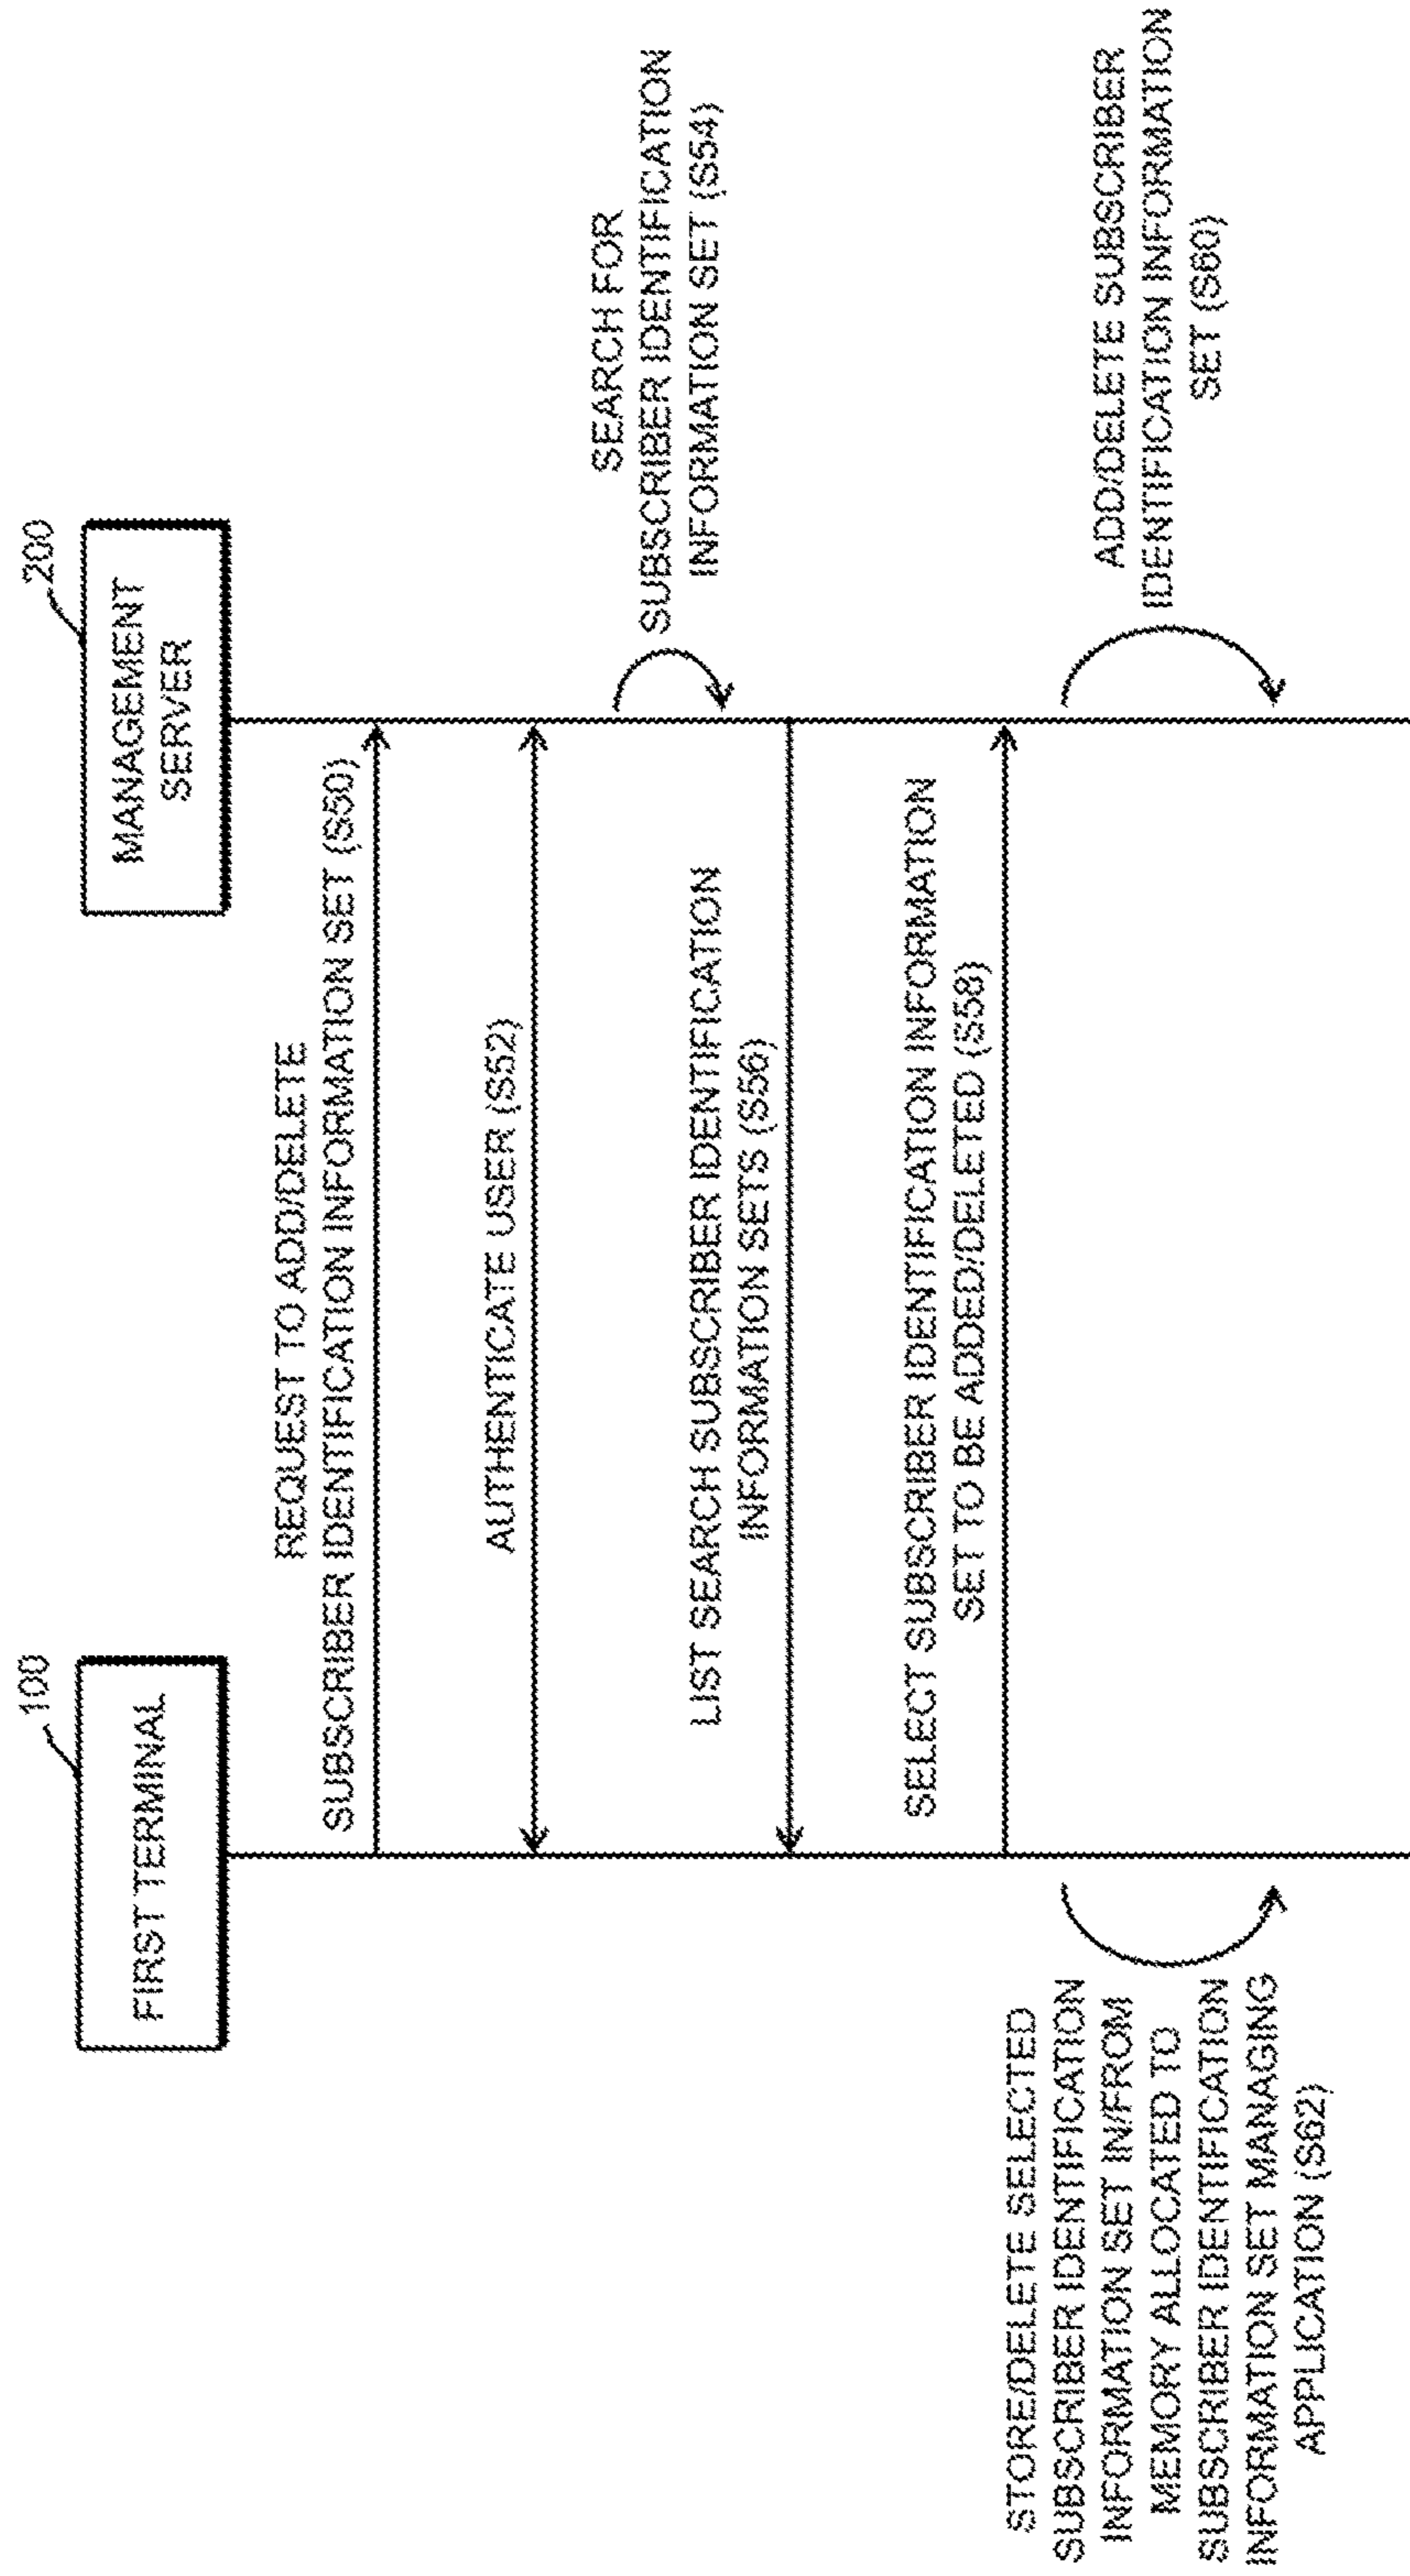 100
FIRST TERMINAL
200
MANAGEMENT
SERVER
REQUEST TO ADD/DELETE
SUBSCRIBER IDENTIFICATION INFORMATION SET (S50)
AUTHENTICATE USER (S52)
SEARCH FOR
SUBSCRIBER IDENTIFICATION
INFORMATION SET (S54)
LIST SEARCH SUBSCRIBER IDENTIFICATION
INFORMATION SETS (S56)
SELECT SUBSCRIBER IDENTIFICATION INFORMATION
SET TO BE ADDED/DELETED (S58)
ADD/DELETE SUBSCRIBER
IDENTIFICATION INFORMATION
SET (S60)
STORE/DELETE SELECTED
SUBSCRIBER IDENTIFICATION
INFORMATION SET IN/FROM
MEMORY ALLOCATED TO
SUBSCRIBER IDENTIFICATION
INFORMATION SET MANAGING
APPLICATION (S62)